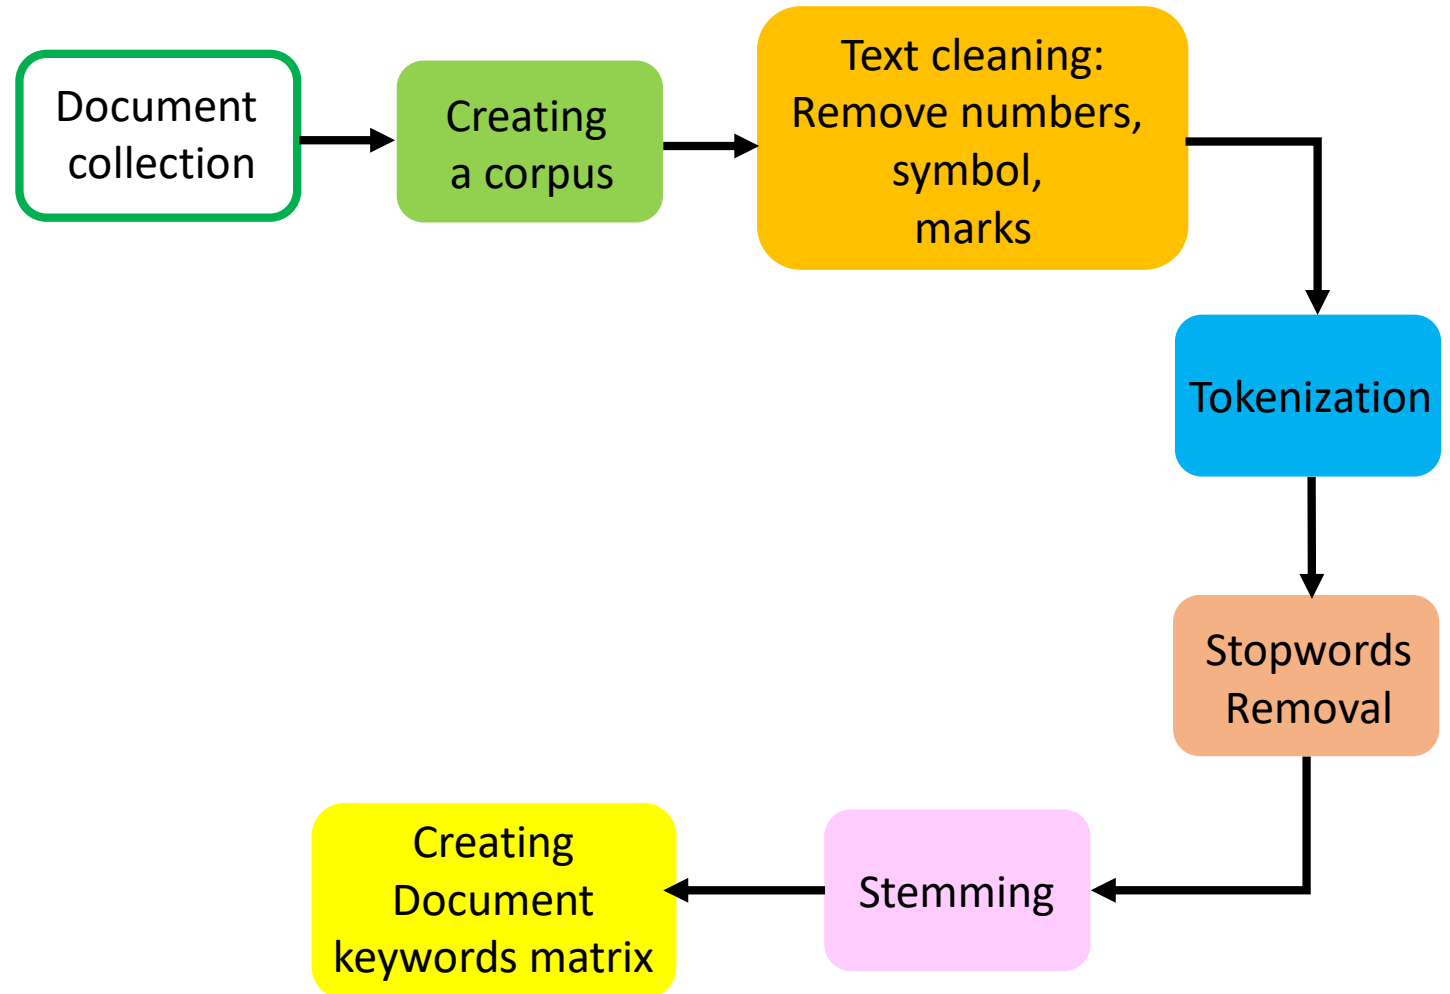 Document
collection
Creating
a corpus
Text cleaning:
Remove numbers,
symbol,
marks
Tokenization
Stopwords
Removal
Stemming
Creating
Document
keywords matrix